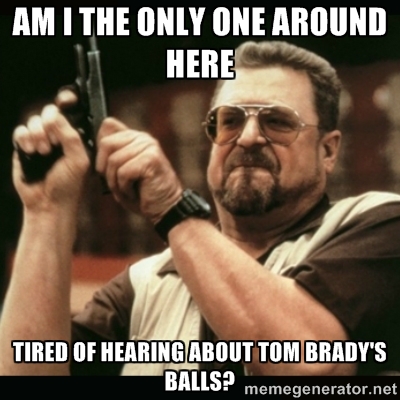 AM I THE ONLY ONE AROUND
HERE
TIRED OF HEARING ABOUT TOM BRADY'S
BALLS?
memegenerator.net